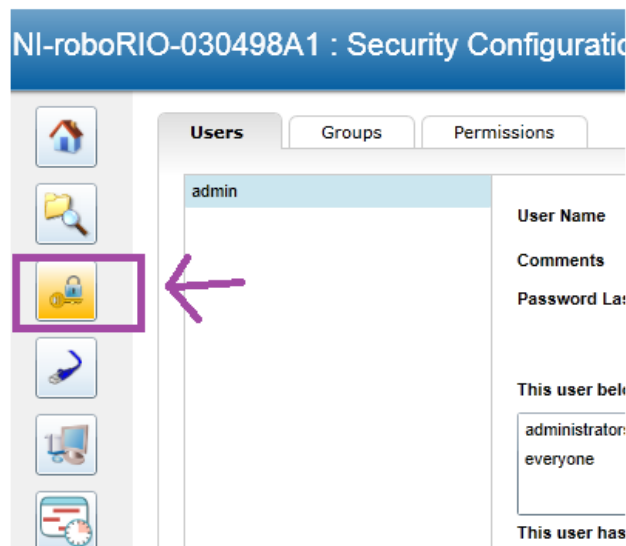 NI-roboRIO-030498A1 : Security Configuratio
Users Groups Permissions
admin
User Name
Comments
Password Las
This user belo
administrators
everyone
This user has